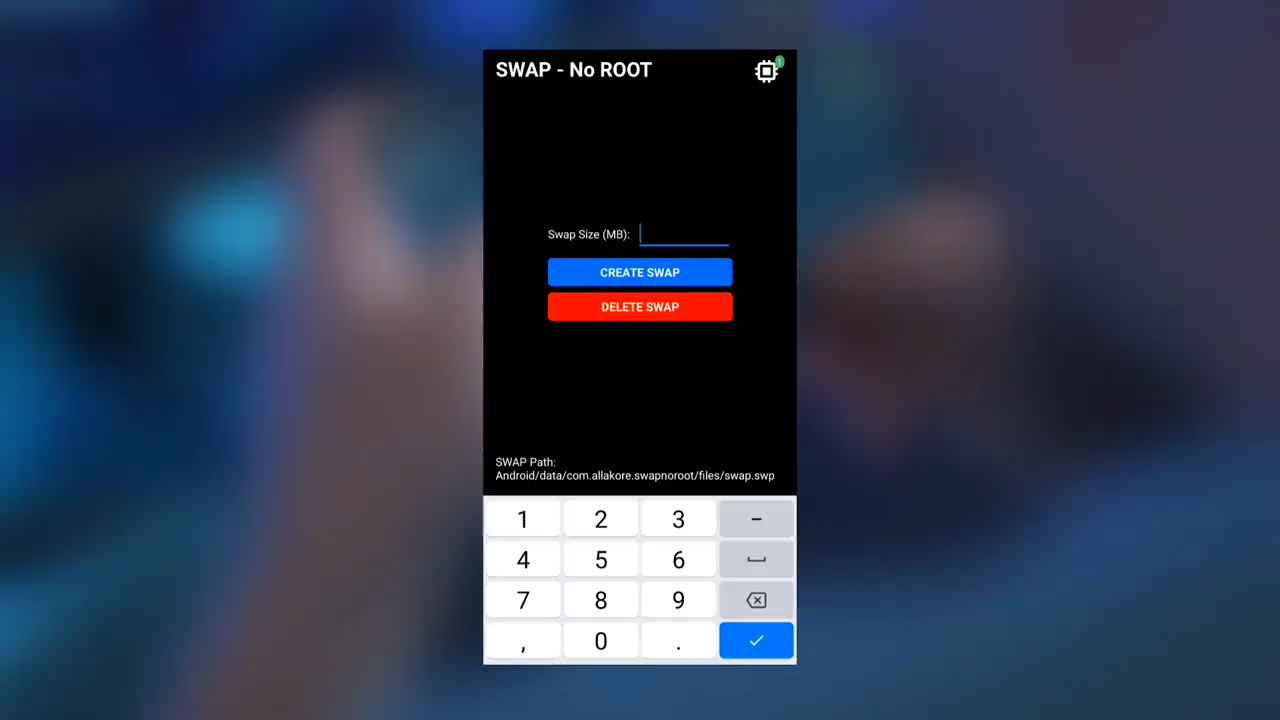 SWAP - No ROOT
1
Swap Size (MB):
CREATE SWAP
DELETE SWAP
SWAP Path:
Android/data/com.allakore.swapnoroot/files/swap.swp
1 2 3 -
4 5 6
7 8 9
, 0 .